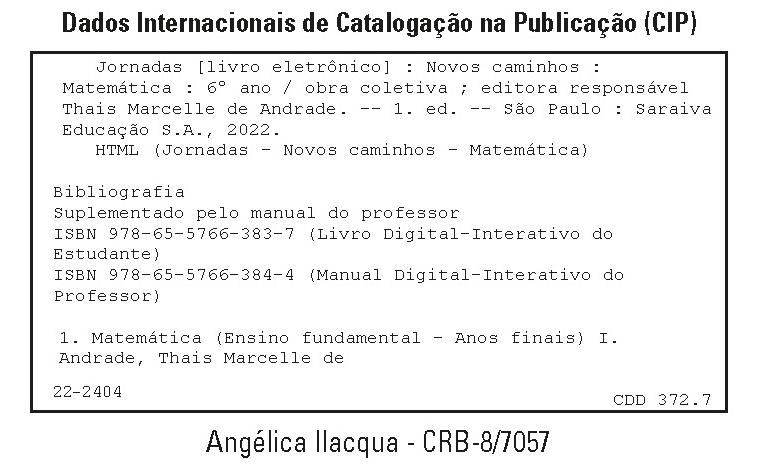 Dados Internacionais de Catalogação na Publicação (CIP)
Jornadas [livro eletrônico] : Novos caminhos :
Matemática : 6° ano / obra coletiva ; editora responsável
Thais Marcelle de Andrade. -- 1. ed. -- São Paulo : Saraiva
Educação S.A., 2022.
HTML (Jornadas - Novos caminhos - Matemática)
Bibliografia
Suplementado pelo manual do professor
ISBN 978-65-5766-383-7 (Livro Digital-Interativo do
Estudante)
ISBN 978-65-5766-384-4 (Manual Digital-Interativo do
Professor)
1. Matemática (Ensino fundamental - Anos finais) I.
Andrade, Thais Marcelle de
22-2404
CDD 372.7
Angélica Ilacqua - CRB-8/7057